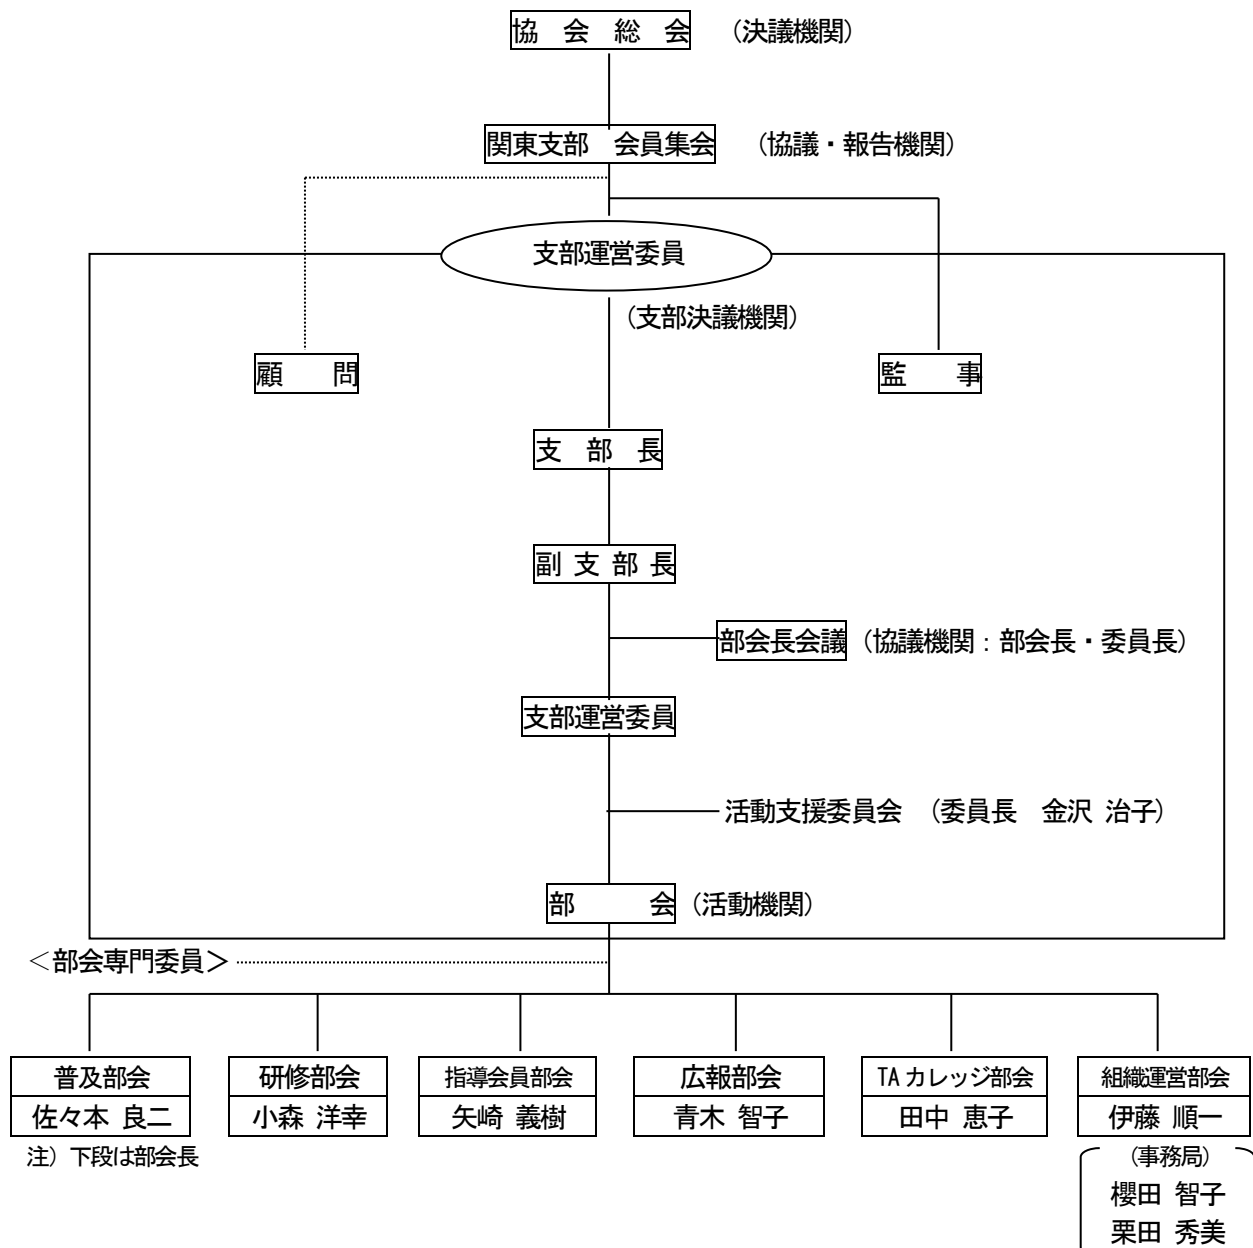 協 会 総 会 （決議機関）
関東支部 会員集会 （協議・報告機関）
支部運営委員
（支部決議機関）
顧 問
監 事
支 部 長
副 支 部 長
部会長会議 （協議機関：部会長・委員長）
支部運営委員
活動支援委員会 （委員長 金沢 治子）
部 会 （活動機関）
＜部会専門委員＞
普及部会
佐々本 良二
研修部会
小森 洋幸
指導会員部会
矢崎 義樹
広報部会
青木 智子
TAカレッジ部会
田中 恵子
組織運営部会
伊藤 順一
注）下段は部会長
（事務局）
櫻田 智子
栗田 秀美